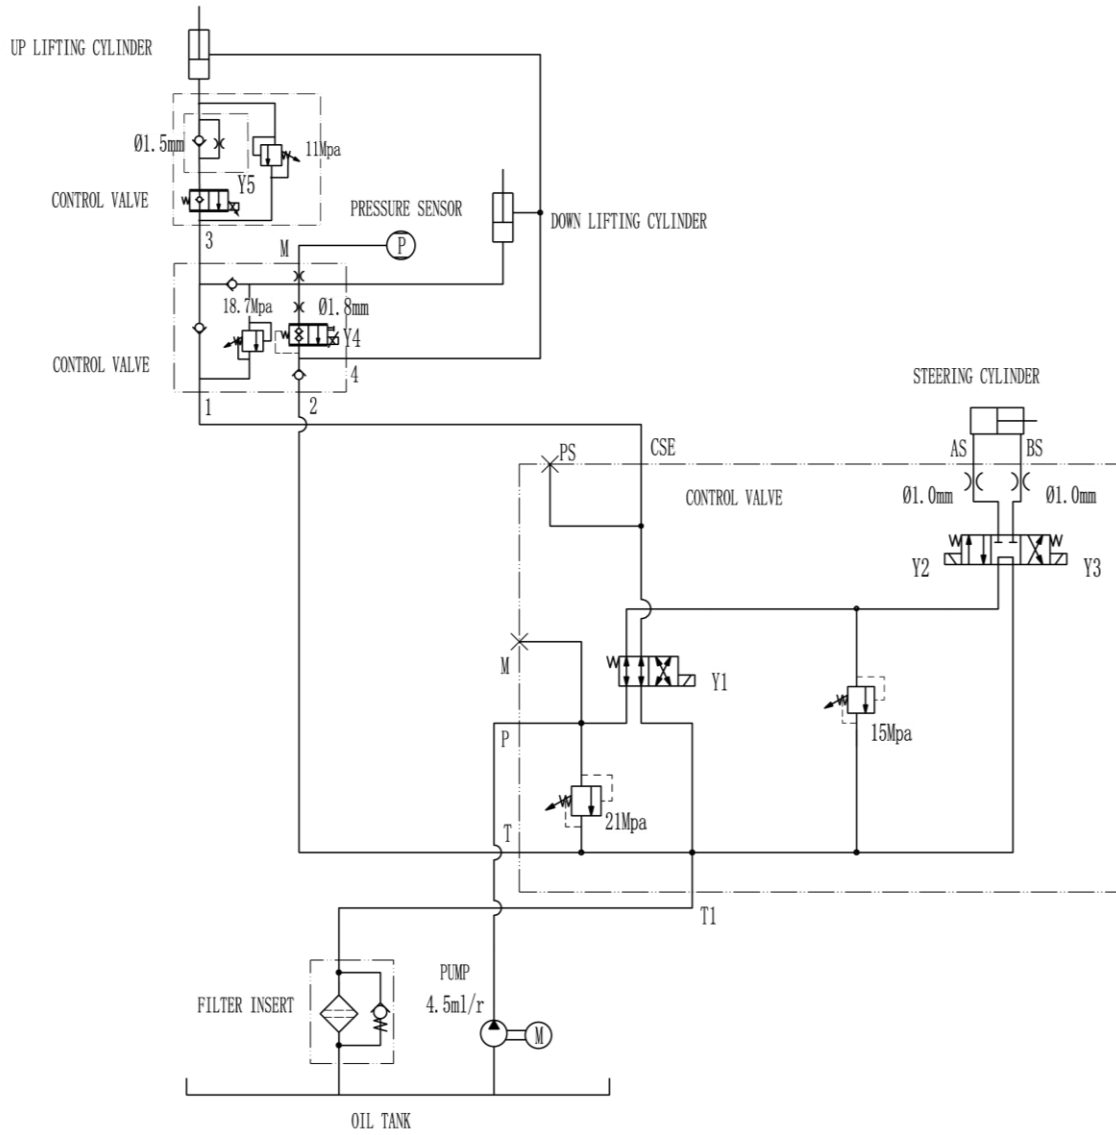 UP LIFTING CYLINDER
Ø1.5mm
11Mpa
Y5
CONTROL VALVE
3
PRESSURE SENSOR
M
P
DOWN LIFTING CYLINDER
18.7Mpa
Ø1.8mm
Y4
CONTROL VALVE
4
1
2
STEERING CYLINDER
AS
BS
PS
CSE
CONTROL VALVE
Ø1.0mm
Ø1.0mm
Y2
Y3
M
Y1
P
15Mpa
21Mpa
T
T1
PUMP
4.5ml/r
FILTER INSERT
M
OIL TANK